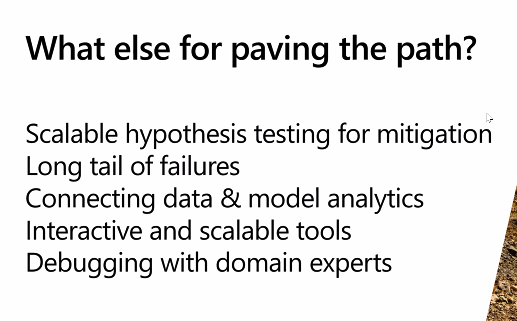 What else for paving the path?
Scalable hypothesis testing for mitigation
Long tail of failures
Connecting data & model analytics
Interactive and scalable tools
Debugging with domain experts